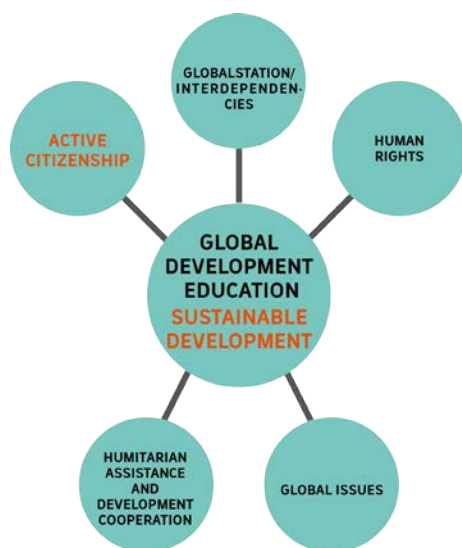 GLOBALSTATION/
INTERDEPENDEN-
CIES
ACTIVE
CITIZENSHIP
HUMAN
RIGHTS
GLOBAL
DEVELOPMENT
EDUCATION
SUSTAINABLE
DEVELOPMENT
HUMITARIAN
ASSISTANCE
AND
DEVELOPMENT
COOPERATION
GLOBAL ISSUES